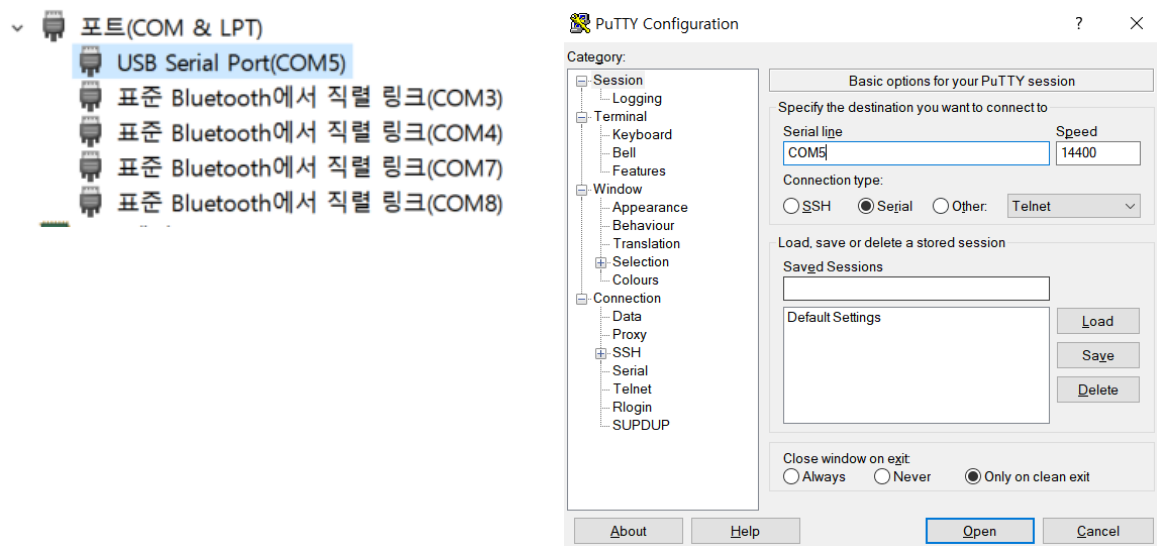 포트(COM & LPT)
USB Serial Port(COM5)
표준 Bluetooth에서 직렬 링크(COM3)
표준 Bluetooth에서 직렬 링크(COM4)
표준 Bluetooth에서 직렬 링크(COM7)
표준 Bluetooth에서 직렬 링크(COM8)
PuTTY Configuration
?
Category:
Session
Logging
Terminal
Keyboard
Bell
Features
Window
Appearance
Behaviour
Translation
Selection
Colours
Connection
Data
Proxy
SSH
Serial
Telnet
Rlogin
SUPDUP
Basic options for your PuTTY session
Specify the destination you want to connect to
Serial line Speed
COM5 14400
Connection type:
SSH Serial Other: Telnet
Load, save or delete a stored session
Saved Sessions
Default Settings
Load
Save
Delete
Close window on exit:
Always Never Only on clean exit
About Help Open Cancel